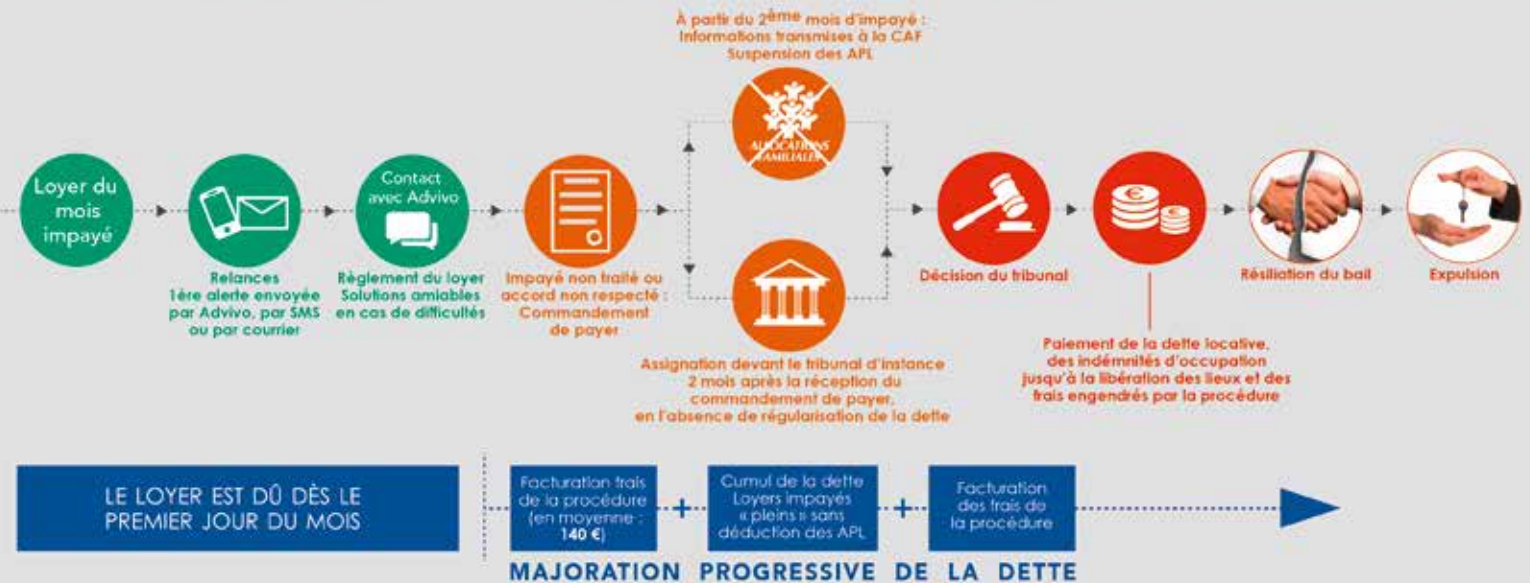 À partir du 2ème mois d'impayé :
Informations transmises à la CAF
Suspension des APL
ALLOCATIONS
FAMILIALES
Loyer du
mois
impayé
Relances
1ére alerte envoyée
par Advivo, par SMS
ou par courrier
Contact
avec Advivo
Règlement du loyer
Solutions amiables
en cas de difficultés
Impayé non traité ou
accord non respecté :
Commandement
de payer
Assignation devant le tribunal d'instance
2 mois après la réception du
commandement de payer,
en l'absence de régularisation de la dette
Décision du tribunal
Paiement de la dette locative,
des indémnités d'occupation
jusqu'à la libération des lieux et des
frais engendrés par la procédure
Résiliation du bail
Expulsion
LE LOYER EST DÛ DÈS LE
PREMIER JOUR DU MOIS
Facturation frais
de la procédure
(en moyenne :
140 €)
+
Cumul de la dette
Loyers impayés
« pleins » sans
déduction des APL
+
Facturation
des frais de
la procédure
MAJORATION PROGRESSIVE DE LA DETTE